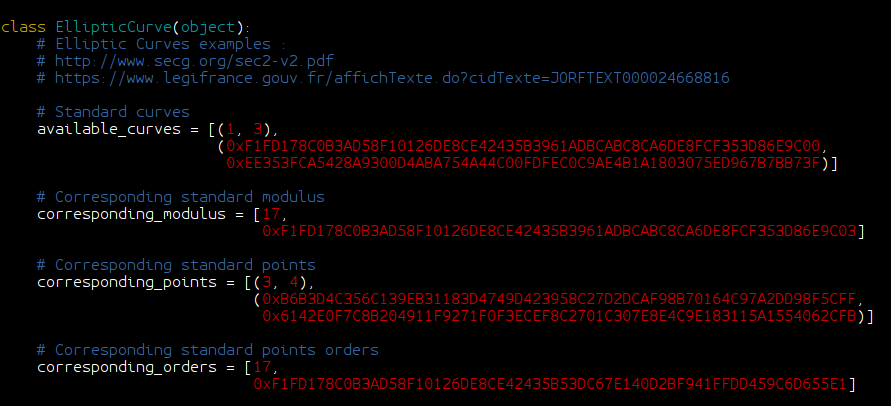 class EllipticCurve(object):
# Elliptic Curves examples :
# http://www.secg.org/sec2-v2.pdf
# https://www.legifrance.gouv.fr/affichTexte.do?cidTexte=JORFTEXT000024668816
# Standard curves
available_curves = [(1, 3),
(0xF1FD178C0B3AD58F10126DE8CE42435B3961ADBCABC8CA6DE8FCF353D86E9C00,
0xEE353FCA5428A9300D4ABA754A44C00FDFEC0C9AE4B1A1803075ED967B7BB73F)]
# Corresponding standard modulus
corresponding_modulus = [17,
0xF1FD178C0B3AD58F10126DE8CE42435B3961ADBCABC8CA6DE8FCF353D86E9C03]
# Corresponding standard points
corresponding_points = [(3, 4),
(0xB6B3D4C356C139EB31183D4749D423958C27D2DCAF98B70164C97A2DD98F5CFF,
0x6142E0F7C8B204911F9271F0F3ECEF8C2701C307E8E4C9E183115A1554062CFB)]
# Corresponding standard points orders
corresponding_orders = [17,
0xF1FD178C0B3AD58F10126DE8CE42435B53DC67E140D2BF941FFDD459C6D655E1]